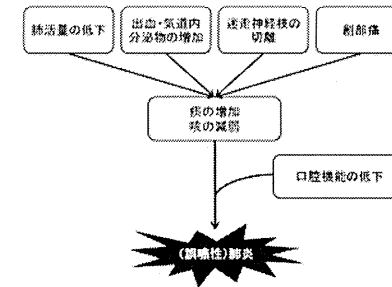 肺活量の低下
出血・気道内
分泌物の増加
迷走神経枝の
切離
創部痛
痰の増加
咳の減弱
口腔機能の低下
(誤嚥性)肺炎